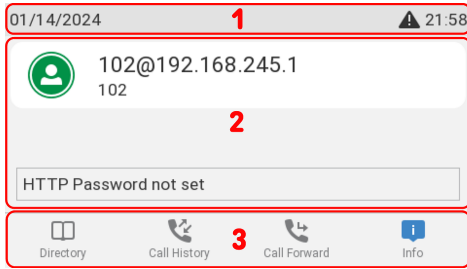 01/14/2024 1 21:58
102@192.168.245.1
102
2
HTTP Password not set
3
Directory Call History Call Forward Info